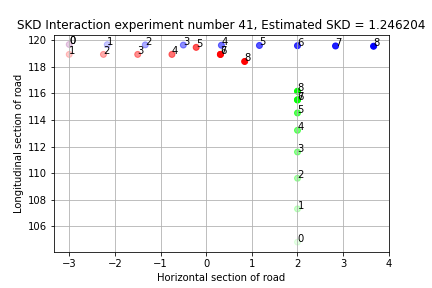 SKD Interaction experiment number 41, Estimated SKD = 1.246204
Longitudinal section of road
120
118
116
114
112
110
108
106
0 1 2 3 4 5 6 7 8
0 1 2 3 4 5 6 7 8
8
7
6
5
4
3
2
1
0
−3 −2 −1 0 1 2 3 4
Horizontal section of road